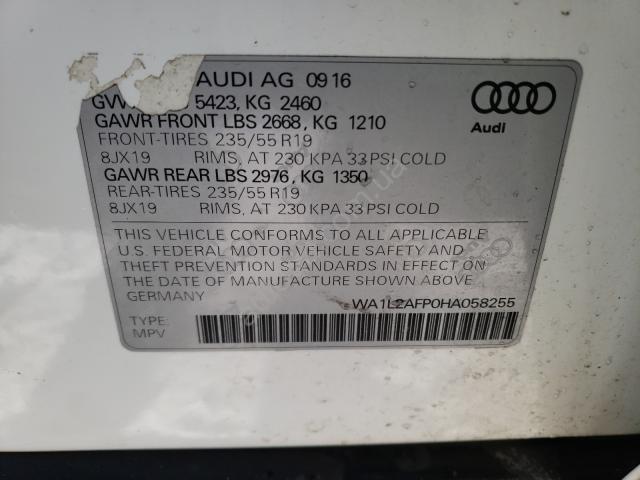 AUDI AG 09 16
GVW 5423, KG 2460
GAWR FRONT LBS 2668, KG 1210
FRONT-TIRES 235/55 R19
8JX19 RIMS, AT 230 KPA 33 PSI COLD
GAWR REAR LBS 2976, KG 1350
REAR-TIRES 235/55 R19
8JX19 RIMS, AT 230 KPA 33 PSI COLD
THIS VEHICLE CONFORMS TO ALL APPLICABLE
U.S. FEDERAL MOTOR VEHICLE SAFETY AND
THEFT PREVENTION STANDARDS IN EFFECT ON
THE DATE OF MANUFACTURE SHOWN ABOVE.
GERMANY
WA1L2AFP0HA058255
TYPE:
MPV
Audi